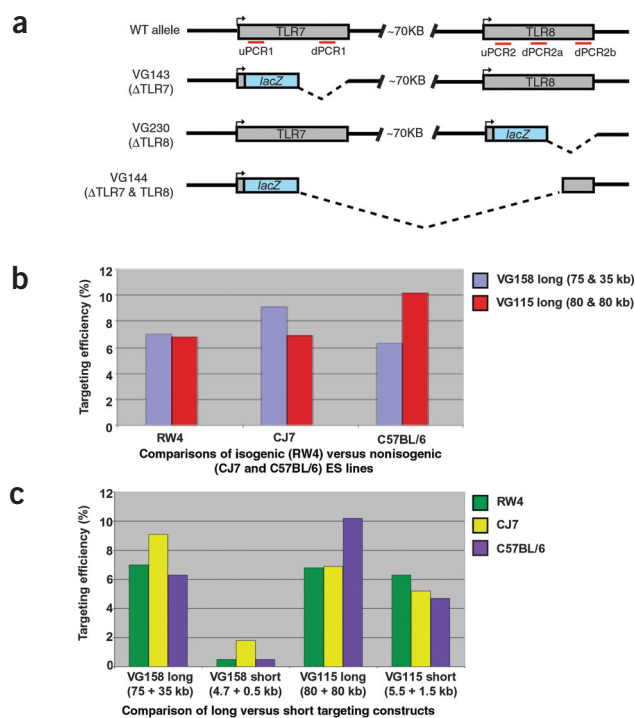 a
WT allele
TLR7
~70KB
TLR8
uPCR1
dPCR1
uPCR2
dPCR2a
dPCR2b
VG143
(ΔTLR7)
lacZ
~70KB
TLR8
VG230
(ΔTLR8)
TLR7
~70KB
lacZ
VG144
(ΔTLR7 & TLR8)
lacZ
b
Targeting efficiency (%)
12
10
8
6
4
2
0
RW4
CJ7
C57BL/6
Comparisons of isogenic (RW4) versus nonisogenic
(CJ7 and C57BL/6) ES lines
VG158 long (75 & 35 kb)
VG115 long (80 & 80 kb)
c
Targeting efficiency (%)
12
10
8
6
4
2
0
VG158 long
(75 + 35 kb)
VG158 short
(4.7 + 0.5 kb)
VG115 long
(80 + 80 kb)
VG115 short
(5.5 + 1.5 kb)
Comparison of long versus short targeting constructs
RW4
CJ7
C57BL/6